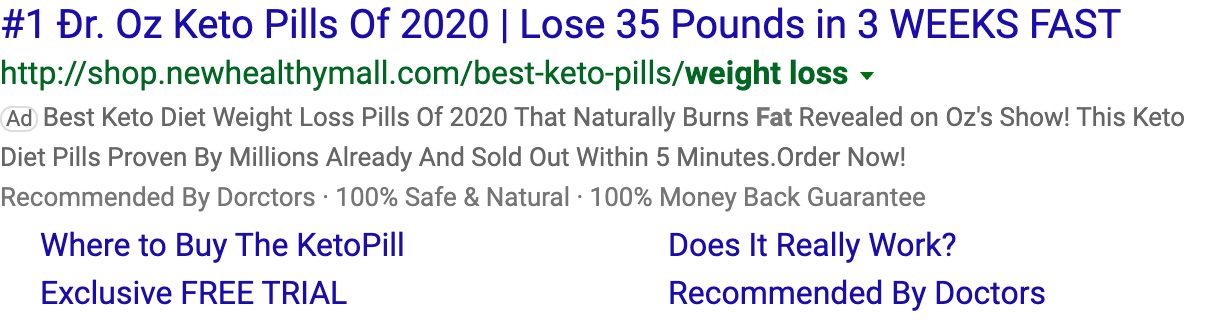 #1 Đr. Oz Keto Pills Of 2020 | Lose 35 Pounds in 3 WEEKS FAST
http://shop.newhealthymall.com/best-keto-pills/weight loss
Ad Best Keto Diet Weight Loss Pills Of 2020 That Naturally Burns Fat Revealed on Oz's Show! This Keto
Diet Pills Proven By Millions Already And Sold Out Within 5 Minutes.Order Now!
Recommended By Dorctors · 100% Safe & Natural · 100% Money Back Guarantee
Where to Buy The KetoPill
Does It Really Work?
Exclusive FREE TRIAL
Recommended By Doctors